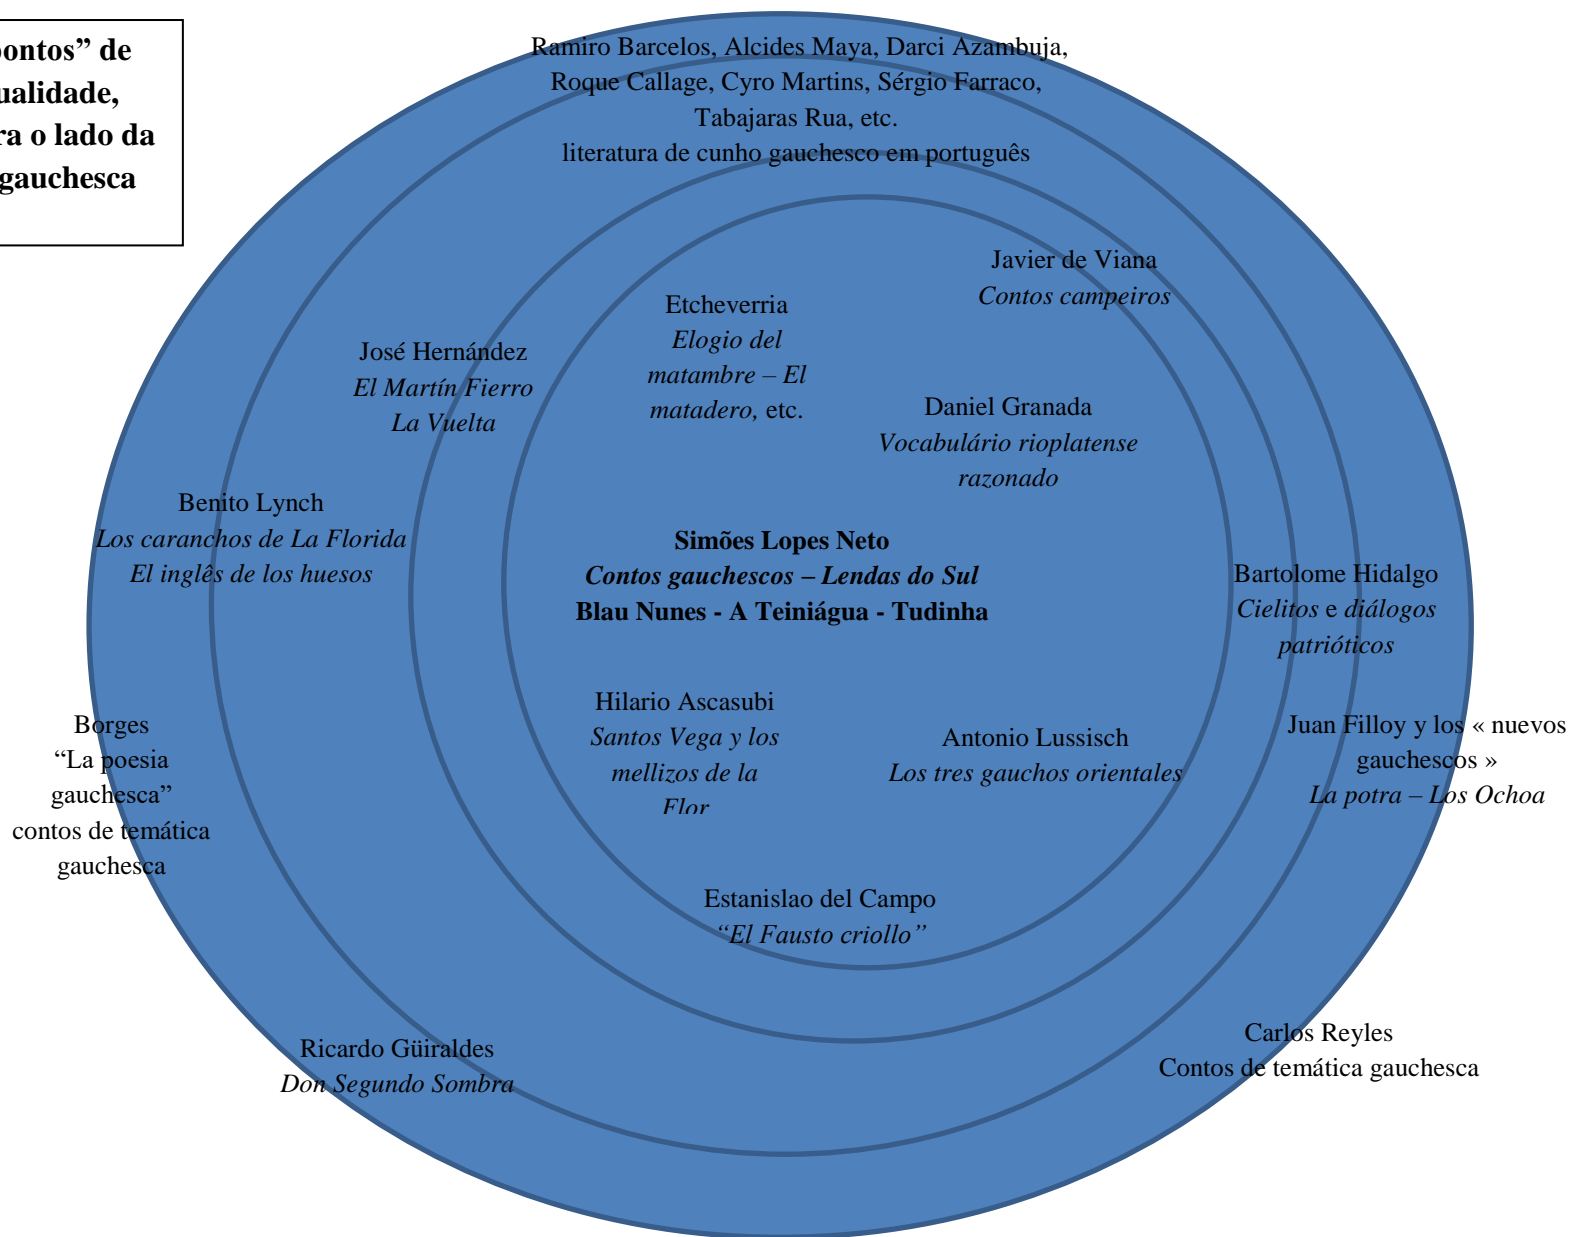 ontos” de
ualidade,
ra o lado da
gauchesca
Ramiro Barcelos, Alcides Maya, Darci Azambuja,
Roque Callage, Cyro Martins, Sérgio Farraco,
Tabajaras Rua, etc.
literatura de cunho gauchesco em português
Javier de Viana
Contos campeiros
Etcheverria
Elogio del
matambre – El
matadero, etc.
José Hernández
El Martín Fierro
La Vuelta
Daniel Granada
Vocabulário rioplatense
razonado
Benito Lynch
Los caranchos de La Florida
El inglês de los huesos
Simões Lopes Neto
Contos gauchescos – Lendas do Sul
Blau Nunes - A Teiniágua - Tudinha
Bartolome Hidalgo
Cielitos e diálogos
patrióticos
Hilario Ascasubi
Santos Vega y los
mellizos de la
Flor
Antonio Lussisch
Los tres gauchos orientales
Borges
“La poesia
gauchesca”
contos de temática
gauchesca
Juan Filloy y los « nuevos
gauchescos »
La potra – Los Ochoa
Estanislao del Campo
“El Fausto criollo”
Ricardo Güiraldes
Don Segundo Sombra
Carlos Reyles
Contos de temática gauchesca